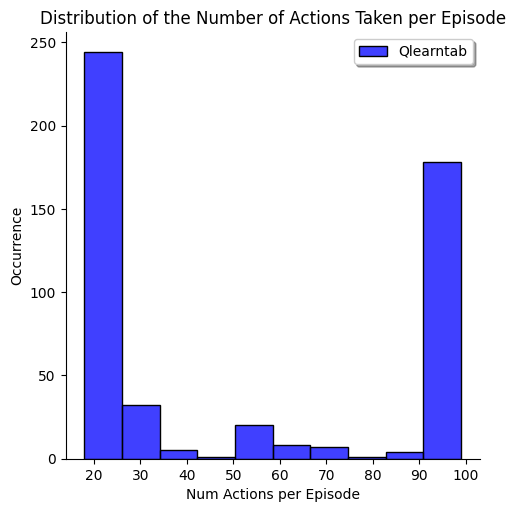 Distribution of the Number of Actions Taken per Episode
Qlearntab
Occurrence
250
200
150
100
50
0
20 30 40 50 60 70 80 90 100
Num Actions per Episode